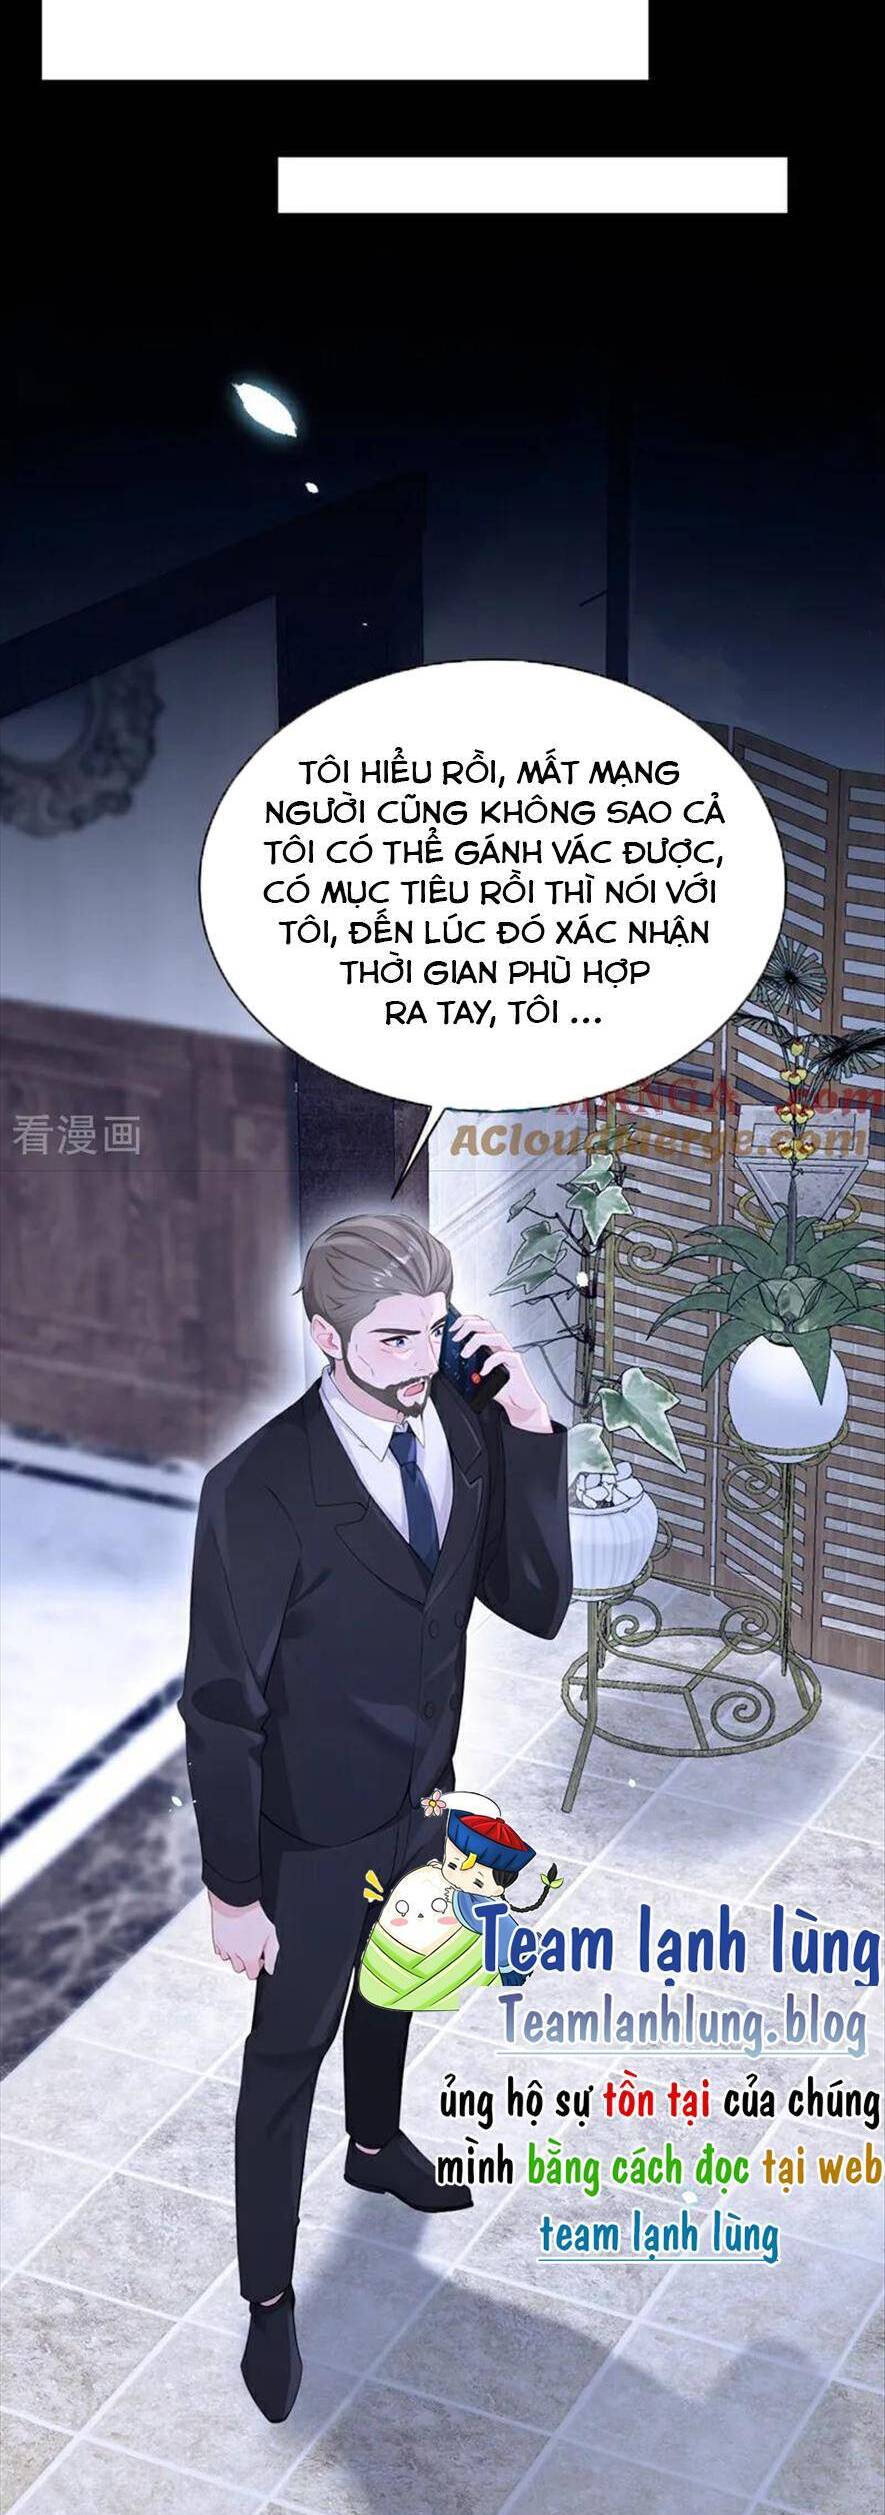 TÔI HIỂU RỒI, MẤT MẠNG
NGƯỜI CŨNG KHÔNG SAO CẢ
TÔI CÓ THỂ GÁNH VÁC ĐƯỢC,
CÓ MỤC TIÊU RỒI THÌ NÓI VỚI
TÔI, ĐẾN LÚC ĐÓ XÁC NHẬN
THỜI GIAN PHÙ HỢP
RA TAY, TÔI ...
MANGA
.com
看漫画
ACloudMerge.com
Team lạnh lùng
Teamlanhlung.blog
ủng hộ sự tồn tại của chúng
mình bằng cách đọc tại web
team lạnh lùng